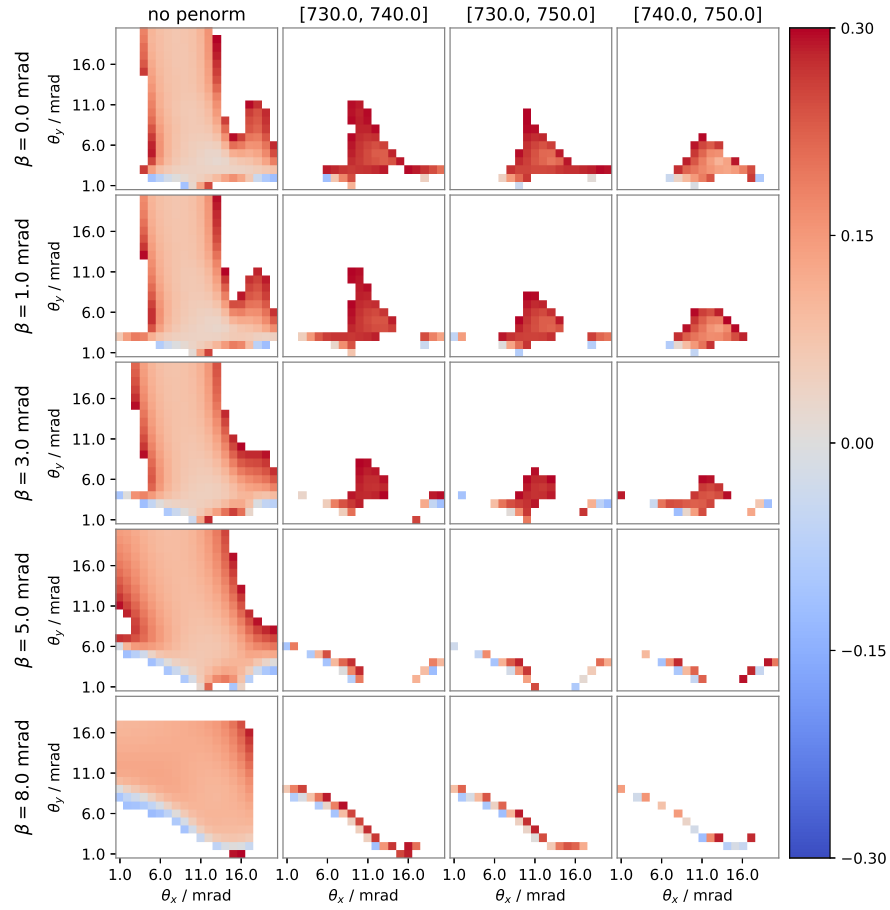 no penorm
[730.0, 740.0]
[730.0, 750.0]
[740.0, 750.0]
β = 0.0 mrad
θy / mrad
16.0
11.0
6.0
1.0
β = 1.0 mrad
θy / mrad
16.0
11.0
6.0
1.0
β = 3.0 mrad
θy / mrad
16.0
11.0
6.0
1.0
β = 5.0 mrad
θy / mrad
16.0
11.0
6.0
1.0
β = 8.0 mrad
θy / mrad
16.0
11.0
6.0
1.0
1.0 6.0 11.0 16.0
1.0 6.0 11.0 16.0
1.0 6.0 11.0 16.0
1.0 6.0 11.0 16.0
θx / mrad
θx / mrad
θx / mrad
θx / mrad
0.30
0.15
0.00
−0.15
−0.30